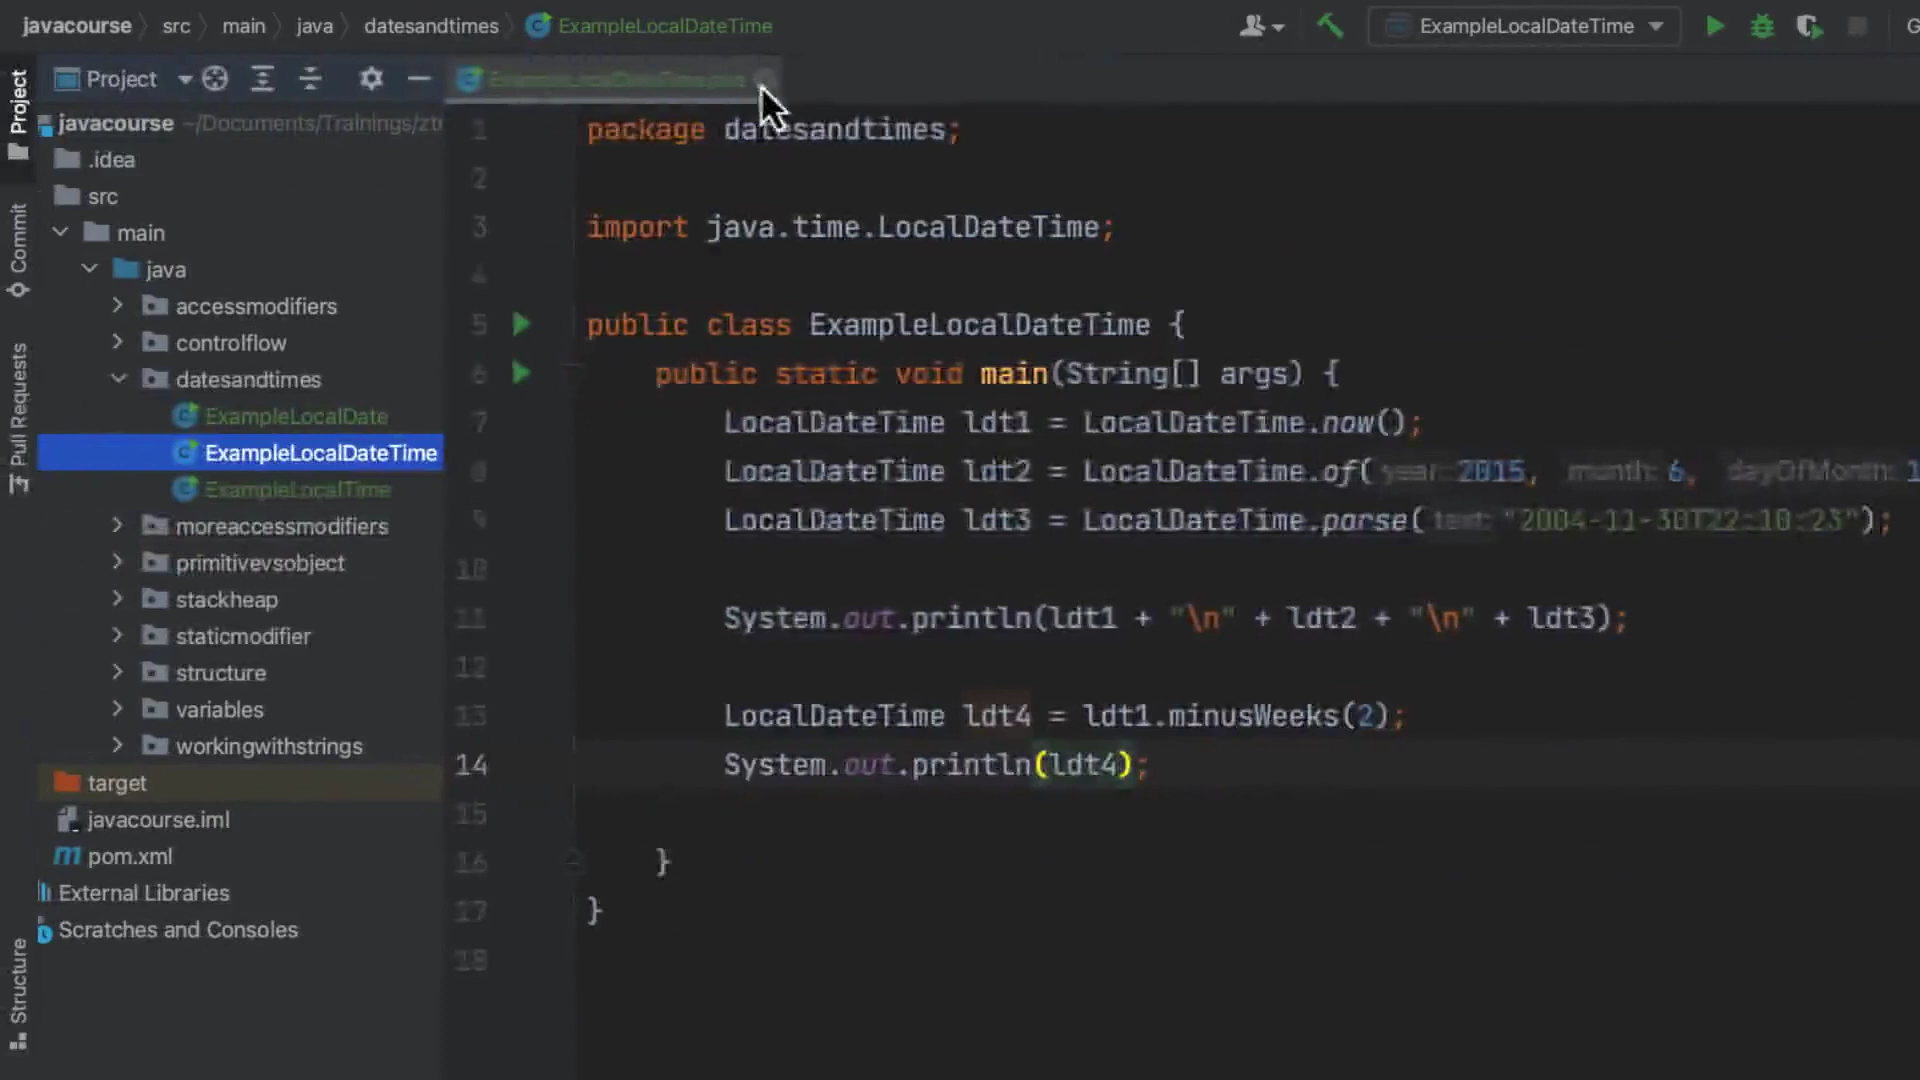 javacourse src main java datesandtimes ExampleLocalDateTime
ExampleLocalDateTime
G
Project
ExampleLocalDateTime.java
Project
Commit
Pull Requests
Structure
javacourse ~/Documents/Trainings/ztm
.idea
src
main
java
accessmodifiers
controlflow
datesandtimes
ExampleLocalDate
ExampleLocalDateTime
ExampleLocalTime
moreaccessmodifiers
primitivevsobject
stackheap
staticmodifier
structure
variables
workingwithstrings
target
javacourse.iml
pom.xml
External Libraries
Scratches and Consoles
1 package datesandtimes;
2
3 import java.time.LocalDateTime;
4
5 public class ExampleLocalDateTime {
6 public static void main(String[] args) {
7 LocalDateTime ldt1 = LocalDateTime.now();
8 LocalDateTime ldt2 = LocalDateTime.of( year: 2015, month: 6, dayOfMonth: 1
9 LocalDateTime ldt3 = LocalDateTime.parse( text: "2004-11-30T22:10:23");
10
11 System.out.println(ldt1 + "\n" + ldt2 + "\n" + ldt3);
12
13 LocalDateTime ldt4 = ldt1.minusWeeks(2);
14 System.out.println(ldt4);
15
16 }
17 }
18